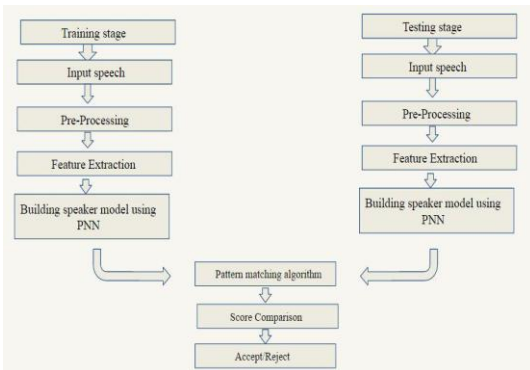 Training stage
Input speech
Pre-Processing
Feature Extraction
Building speaker model using
PNN
Testing stage
Input speech
Pre-Processing
Feature Extraction
Building speaker model using
PNN
Pattern matching algorithm
Score Comparison
Accept/Reject